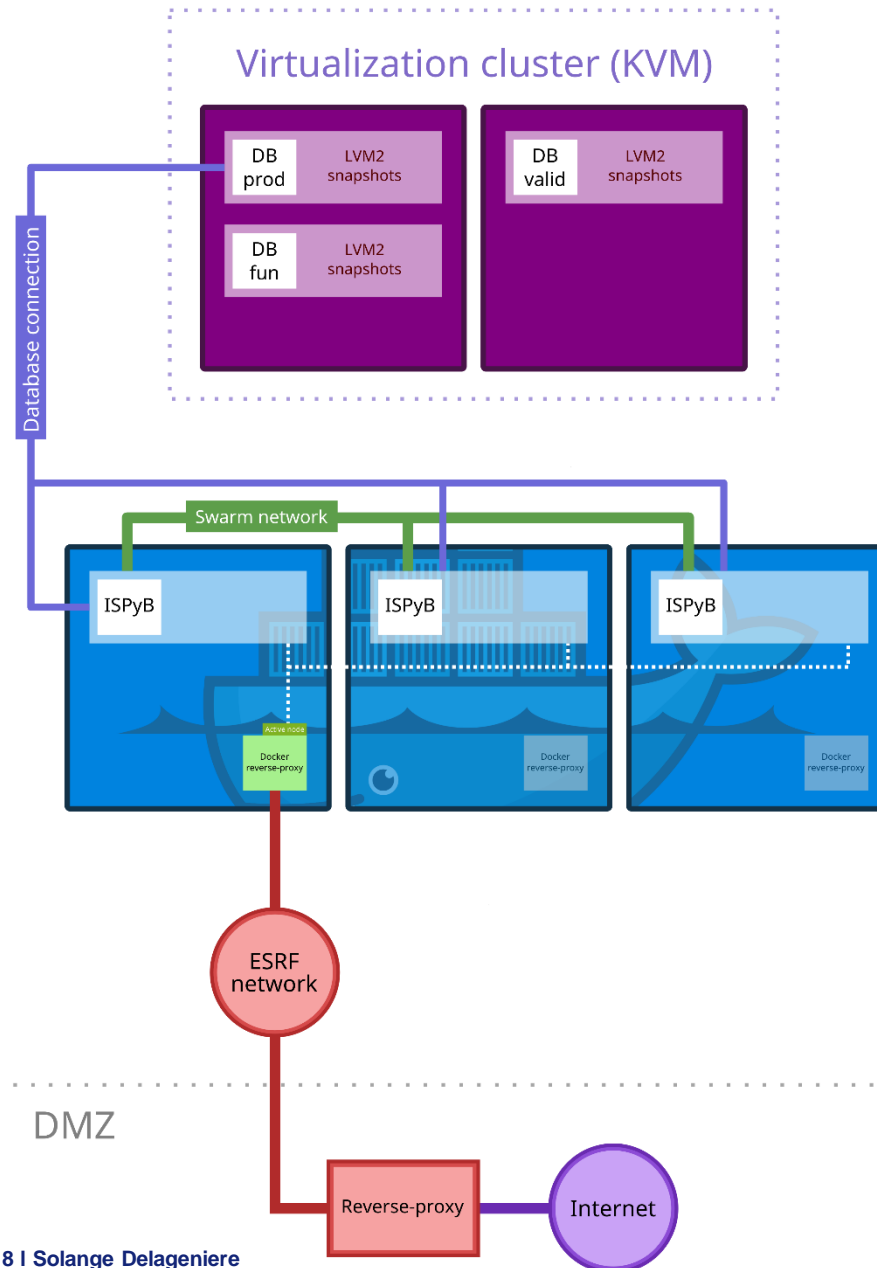 Virtualization cluster (KVM)
DB
prod
LVM2
snapshots
DB
valid
LVM2
snapshots
DB
fun
LVM2
snapshots
Database connection
Swarm network
ISPyB
ISPyB
ISPyB
Active node
Docker
reverse-proxy
Docker
reverse-proxy
Docker
reverse-proxy
ESRF
network
DMZ
Reverse-proxy
Internet
8 l Solange Delageniere